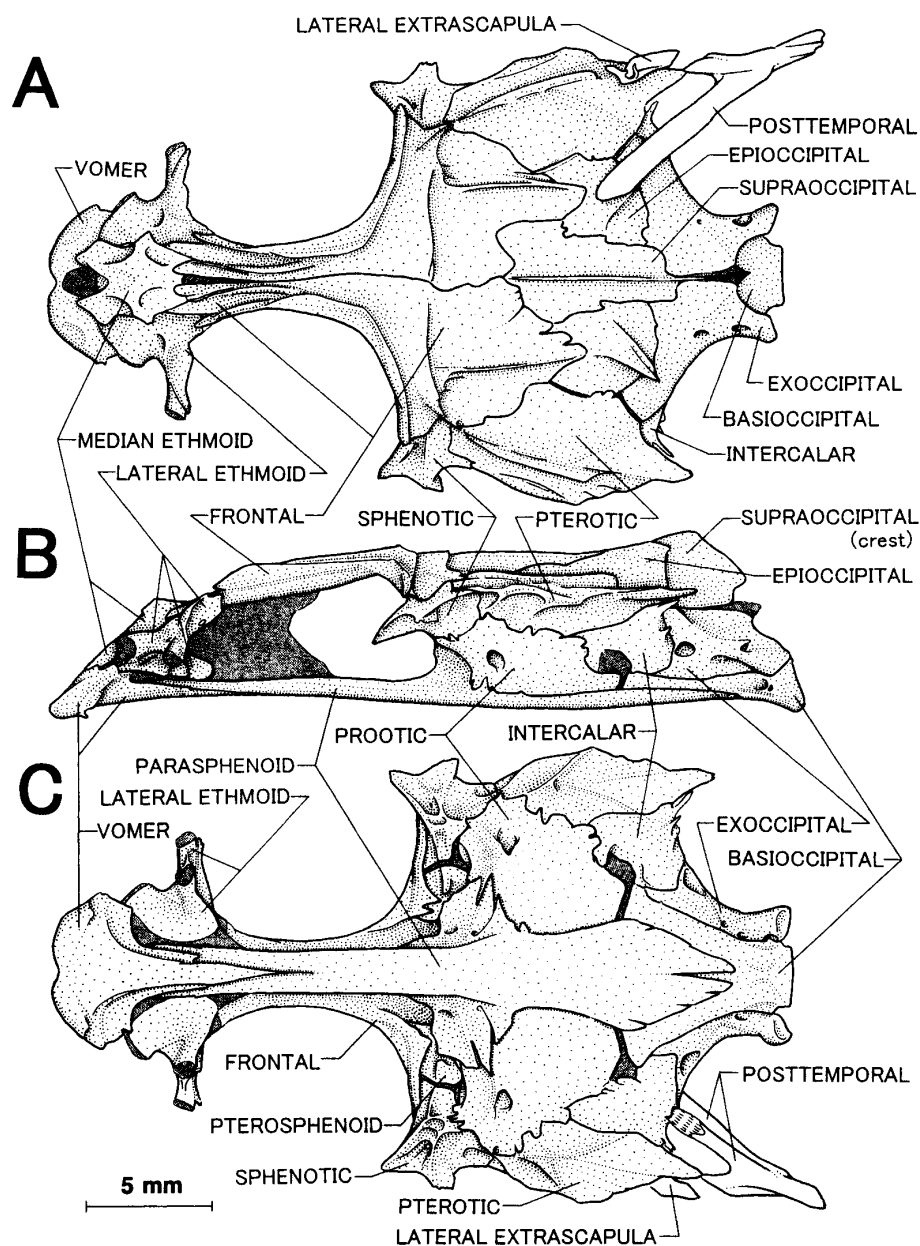 LATERAL EXTRASCAPULA
A
POSTTEMPORAL
VOMER
EPIOCCIPITAL
SUPRAOCCIPITAL
EXOCCIPITAL
BASIOCCIPITAL
MEDIAN ETHMOID
INTERCALAR
LATERAL ETHMOID
FRONTAL
SPHENOTIC
PTEROTIC
SUPRAOCCIPITAL
(crest)
B
EPIOCCIPITAL
PROOTIC
INTERCALAR
PARASPHENOID
C
LATERAL ETHMOID
VOMER
EXOCCIPITAL
BASIOCCIPITAL
FRONTAL
POSTTEMPORAL
PTEROSPHENOID
SPHENOTIC
5 mm
PTEROTIC
LATERAL EXTRASCAPULA